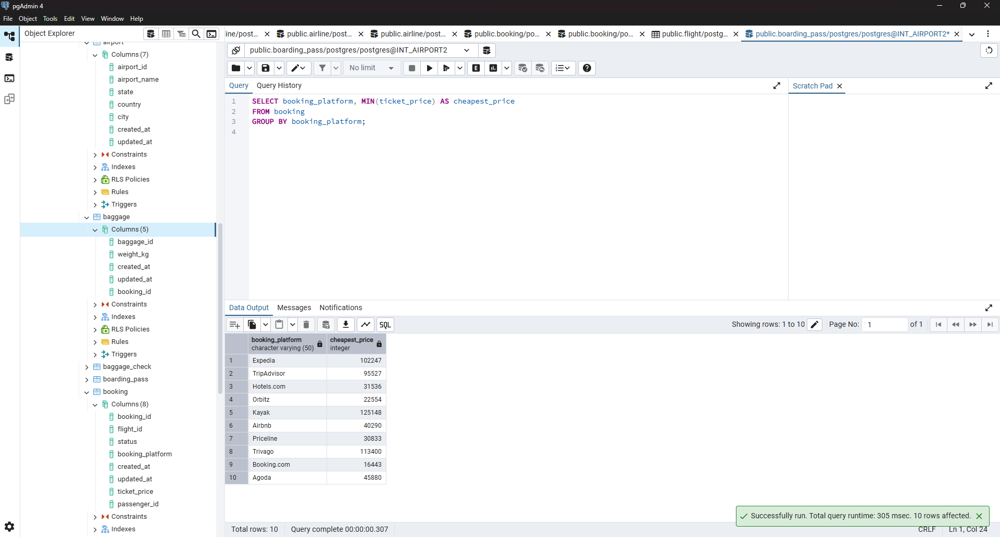 pgAdmin 4
File Object Tools Edit View Window Help
Object Explorer
airport
Columns (7)
airport_id
airport_name
state
country
city
created_at
updated_at
Constraints
Indexes
RLS Policies
Rules
Triggers
baggage
Columns (5)
baggage_id
weight_kg
created_at
updated_at
booking_id
Constraints
Indexes
RLS Policies
Rules
Triggers
baggage_check
boarding_pass
booking
Columns (8)
booking_id
flight_id
status
booking_platform
created_at
updated_at
ticket_price
passenger_id
Constraints
Indexes
ine/post... public.airline/post... public.airline/post... public.booking/po... public.booking/po... public.flight/postg... public.boarding_pass/postgres/postgres@INT_AIRPORT2*
public.boarding_pass/postgres/postgres@INT_AIRPORT2
No limit E
Query Query History
Scratch Pad
1 SELECT booking_platform, MIN(ticket_price) AS cheapest_price
2 FROM booking
3 GROUP BY booking_platform;
4
Data Output Messages Notifications
SQL Showing rows: 1 to 10 Page No: 1 of 1
booking_platform cheapest_price
character varying (50) integer
1 Expedia 102247
2 TripAdvisor 95527
3 Hotels.com 31536
4 Orbitz 22554
5 Kayak 125148
6 Airbnb 40290
7 Priceline 30833
8 Trivago 113400
9 Booking.com 16443
10 Agoda 45880
Successfully run. Total query runtime: 305 msec. 10 rows affected.
Total rows: 10 Query complete 00:00:00.307 CRLF Ln 1, Col 24